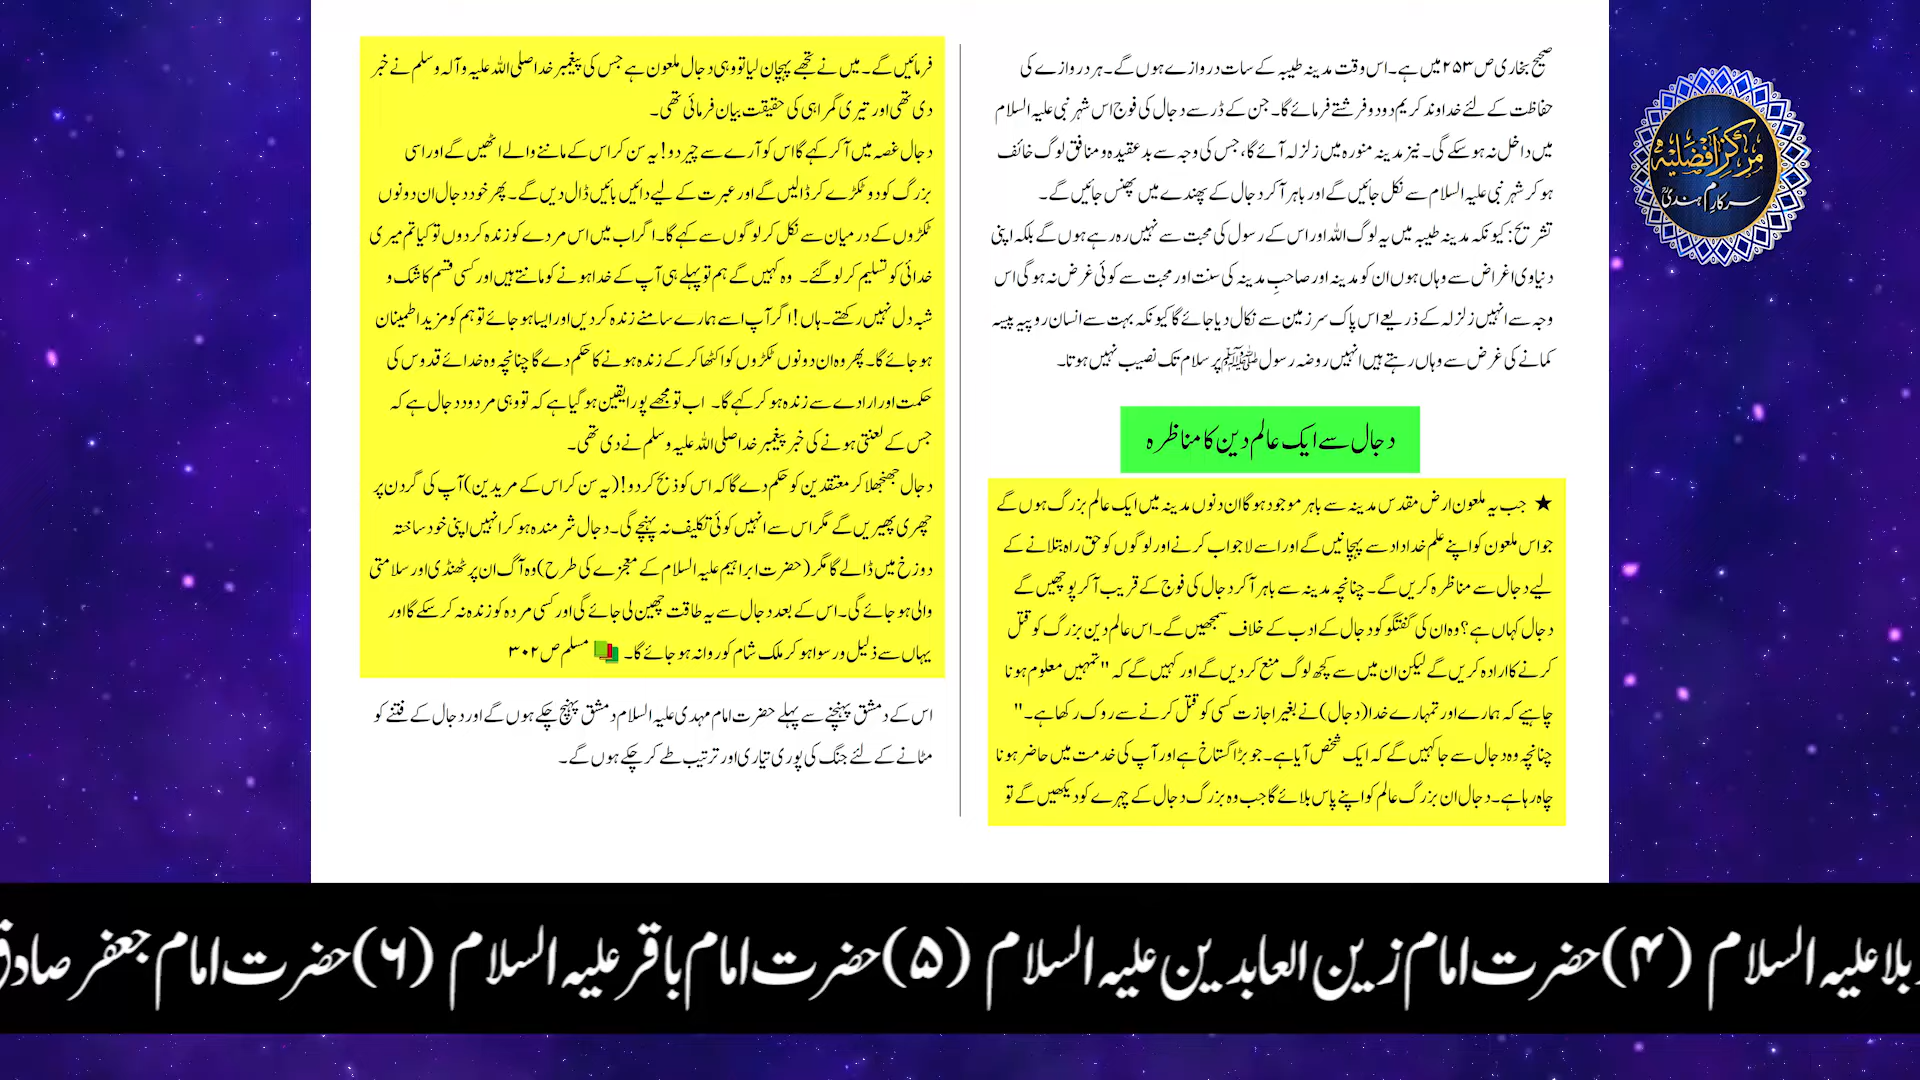 صحیح بخاری ص ۲۵۳ میں ہے۔ اس وقت مدینہ طیبہ کے سات دروازے ہوں گے۔ ہر دروازے کی
حفاظت کے لئے خداوند کریم دو دو فرشتے فرمائے گا۔ جن کے ڈر سے دجال کی فوج اس شہر نبی علیہ السلام
میں داخل نہ ہو سکے گی۔ نیز مدینہ منورہ میں زلزلہ آئے گا، جس کی وجہ سے بد عقیدہ و منافق لوگ خائف
ہو کر شہر نبی علیہ السلام سے نکل جائیں گے اور باہر آ کر دجال کے پھندے میں پھنس جائیں گے۔
تشریح: کیونکہ مدینہ طیبہ میں یہ لوگ اللہ اور اس کے رسول کی محبت سے نہیں رہ رہے ہوں گے بلکہ اپنی
دنیاوی اغراض سے وہاں ہوں ان کو مدینہ اور صاحبِ مدینہ کی سنت اور محبت سے کوئی غرض نہ ہو گی اس
وجہ سے انہیں زلزلہ کے ذریعے اس پاک سرزمین سے نکال دیا جائے گا کیونکہ بہت سے انسان روپیہ پیسہ
کمانے کی غرض سے وہاں رہتے ہیں انہیں روضہ رسول ﷺ پر سلام تک نصیب نہیں ہوتا۔
دجال سے ایک عالم دین کا مناظرہ
★ جب یہ ملعون ارض مقدس مدینہ سے باہر موجود ہو گا ان دنوں مدینہ میں ایک عالم بزرگ ہوں گے
جو اس ملعون کو اپنے علم خداداد سے پہچانیں گے اور اسے لاجواب کرنے اور لوگوں کو حق راہ بتلانے کے
لیے دجال سے مناظرہ کریں گے۔ چنانچہ مدینہ سے باہر آ کر دجال کی فوج کے قریب آ کر پوچھیں گے
دجال کہاں ہے؟ وہ ان کی گفتگو کو دجال کے ادب کے خلاف سمجھیں گے۔ اس عالم دین بزرگ کو قتل
کرنے کا ارادہ کریں گے لیکن ان میں سے کچھ لوگ منع کر دیں گے اور کہیں گے کہ "تمہیں معلوم ہونا
چاہیے کہ ہمارے اور تمہارے خدا (دجال) نے بغیر اجازت کسی کو قتل کرنے سے روک رکھا ہے۔"
چنانچہ وہ دجال سے جا کہیں گے کہ ایک شخص آیا ہے۔ جو بڑا گستاخ ہے اور آپ کی خدمت میں حاضر ہونا
چاہ رہا ہے۔ دجال ان بزرگ عالم کو اپنے پاس بلائے گا جب وہ بزرگ دجال کے چہرے کو دیکھیں گے تو
فرمائیں گے۔ میں نے تجھے پہچان لیا تو وہی دجال ملعون ہے جس کی پیغمبر خدا صلی اللہ علیہ وآلہ وسلم نے خبر
دی تھی اور تیری گمراہی کی حقیقت بیان فرمائی تھی۔
دجال غصہ میں آ کر کہے گا اس کو آرے سے چیر دو! یہ سن کر اس کے ماننے والے اٹھیں گے اور اسی
بزرگ کو دو ٹکڑے کر ڈالیں گے اور عبرت کے لیے دائیں بائیں ڈال دیں گے۔ پھر خود دجال ان دونوں
ٹکڑوں کے درمیان سے نکل کر لوگوں سے کہے گا۔ اگر اب میں اس مردے کو زندہ کر دوں تو کیا تم میری
خدائی کو تسلیم کر لو گئے۔ وہ کہیں گے ہم تو پہلے ہی آپ کے خدا ہونے کو مانتے ہیں اور کسی قسم کا شک و
شبہ دل نہیں رکھتے۔ ہاں! اگر آپ اسے ہمارے سامنے زندہ کر دیں اور ایسا ہو جائے تو ہم کو مزید اطمینان
ہو جائے گا۔ پھر وہ ان دونوں ٹکڑوں کو اکٹھا کر کے زندہ ہونے کا حکم دے گا چنانچہ وہ خدائے قدوس کی
حکمت اور ارادے سے زندہ ہو کر کہے گا۔ اب تو مجھے پورا یقین ہو گیا ہے کہ تو وہی مردود دجال ہے کہ
جس کے لعنتی ہونے کی خبر پیغمبر خدا صلی اللہ علیہ وسلم نے دی تھی۔
دجال جھنجھلا کر معتقدین کو حکم دے گا کہ اس کو ذبح کر دو! (یہ سن کر اس کے مریدین) آپ کی گردن پر
چھری پھیریں گے مگر اس سے انہیں کوئی تکلیف نہ پہنچے گی۔ دجال شرمندہ ہو کر انہیں اپنی خود ساختہ
دوزخ میں ڈالے گا مگر (حضرت ابراہیم علیہ السلام کے معجزے کی طرح) وہ آگ ان پر ٹھنڈی اور سلامتی
والی ہو جائے گی۔ اس کے بعد دجال سے یہ طاقت چھین لی جائے گی اور کسی مردہ کو زندہ نہ کر سکے گا اور
یہاں سے ذلیل و رسوا ہو کر ملک شام کو روانہ ہو جائے گا۔ مسلم ص ۳۰۲
اس کے دمشق پہنچنے سے پہلے حضرت امام مہدی علیہ السلام دمشق پہنچ چکے ہوں گے اور دجال کے فتنے کو
مٹانے کے لئے جنگ کی پوری تیاری اور ترتیب طے کر چکے ہوں گے۔
مرکز افضلیہ
سرکارِ ہندی
بلا علیہ السلام (۴) حضرت امام زین العابدین علیہ السلام (۵) حضرت امام باقر علیہ السلام (۶) حضرت امام جعفر صادق